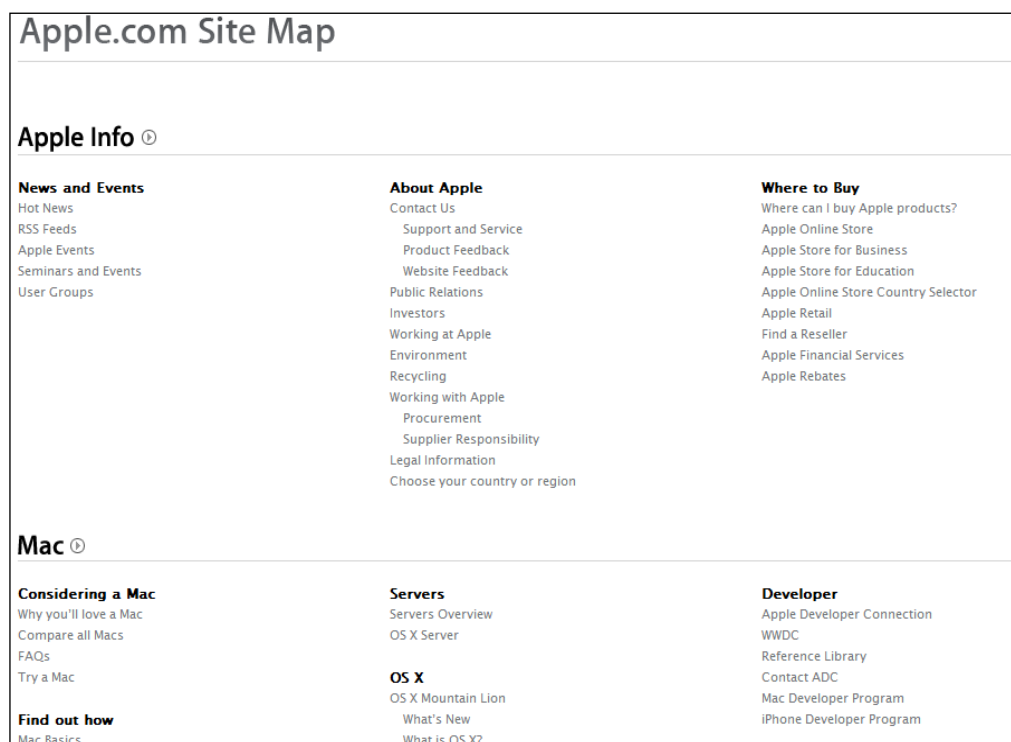 Apple.com Site Map
Apple Info
News and Events
Hot News
RSS Feeds
Apple Events
Seminars and Events
User Groups
About Apple
Contact Us
Support and Service
Product Feedback
Website Feedback
Public Relations
Investors
Working at Apple
Environment
Recycling
Working with Apple
Procurement
Supplier Responsibility
Legal Information
Choose your country or region
Where to Buy
Where can I buy Apple products?
Apple Online Store
Apple Store for Business
Apple Store for Education
Apple Online Store Country Selector
Apple Retail
Find a Reseller
Apple Financial Services
Apple Rebates
Mac
Considering a Mac
Why you'll love a Mac
Compare all Macs
FAQs
Try a Mac
Find out how
Mac Basics
Servers
Servers Overview
OS X Server
OS X
OS X Mountain Lion
What's New
What is OS X?
Developer
Apple Developer Connection
WWDC
Reference Library
Contact ADC
Mac Developer Program
iPhone Developer Program